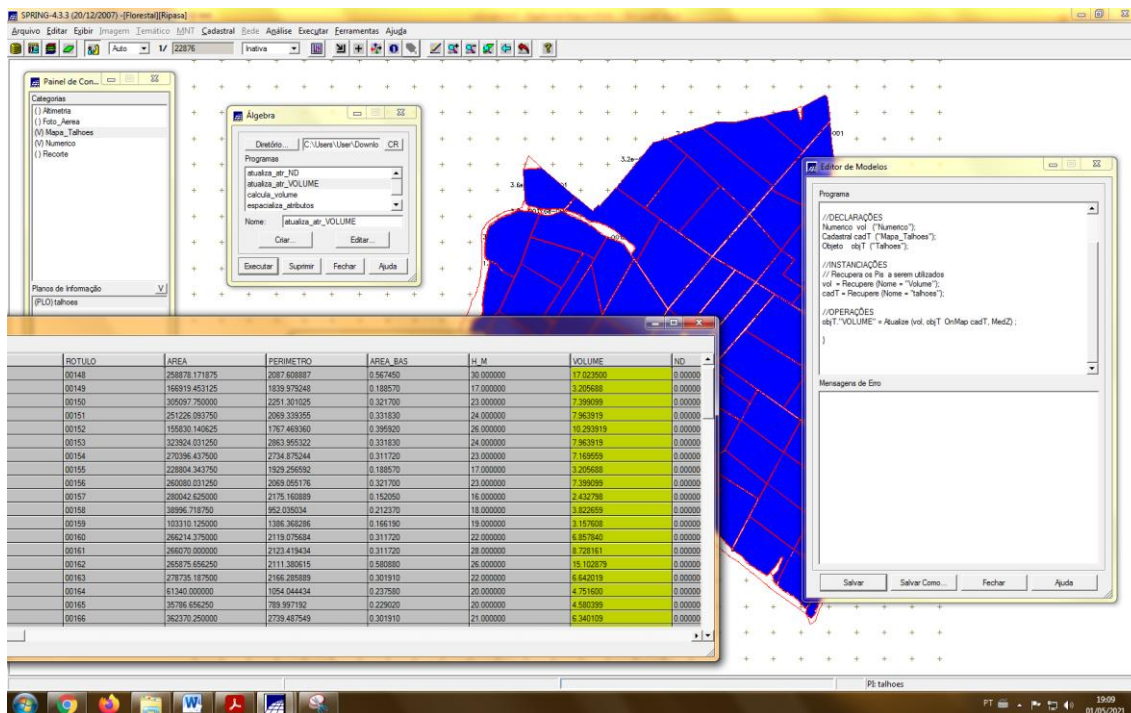 SPRING-4.3.3 (20/12/2007) -[Florestal][Ripasa]
Arquivo Editar Exibir Imagem Temático MNT Cadastral Rede Análise Executar Ferramentas Ajuda
Auto 1/ 22876 Inativa
Painel de Con...
Categorias
( ) Altimetria
( ) Foto_Aerea
(V) Mapa_Talhoes
(V) Numerico
( ) Recorte
Planos de Informação V
(PLO) talhoes
Álgebra
Diretório... C:\Users\User\Downlo CR
Programas
atualiza_atr_ND
atualiza_atr_VOLUME
calcula_volume
espacializa_atributos
Nome: atualiza_atr_VOLUME
Criar... Editar...
Executar Suprimir Fechar Ajuda
Editor de Modelos
Programa
//DECLARAÇÕES
Numerico vol ("Numerico");
Cadastral cadT ("Mapa_Talhoes");
Objeto objT ("Talhoes");
//INSTANCIAÇÕES
// Recupera os Pis a serem utilizados
vol = Recupere (Nome = "Volume");
cadT = Recupere (Nome = "talhoes");
//OPERAÇÕES
objT."VOLUME" = Atualize (vol, objT OnMap cadT, MedZ) ;
}
Mensagens de Erro
Salvar Salvar Como... Fechar Ajuda
ROTULO AREA PERIMETRO AREA_BAS H_M VOLUME ND
00148 258878.171875 2087.608887 0.567450 30.000000 17.023500 0.00000
00149 166919.453125 1839.979248 0.188570 17.000000 3.205688 0.00000
00150 305097.750000 2251.301025 0.321700 23.000000 7.399099 0.00000
00151 251226.093750 2069.339355 0.331830 24.000000 7.963919 0.00000
00152 155830.140625 1767.469360 0.395920 26.000000 10.293919 0.00000
00153 323924.031250 2863.955322 0.331830 24.000000 7.963919 0.00000
00154 270396.437500 2734.875244 0.311720 23.000000 7.169559 0.00000
00155 228804.343750 1929.256592 0.188570 17.000000 3.205688 0.00000
00156 260080.031250 2069.055176 0.321700 23.000000 7.399099 0.00000
00157 280042.625000 2175.160889 0.152050 16.000000 2.432798 0.00000
00158 38996.718750 952.035034 0.212370 18.000000 3.822659 0.00000
00159 103310.125000 1386.368286 0.166190 19.000000 3.157608 0.00000
00160 266214.375000 2119.075684 0.311720 22.000000 6.857840 0.00000
00161 266070.000000 2123.419434 0.311720 28.000000 8.728161 0.00000
00162 265875.656250 2111.380615 0.580880 26.000000 15.102879 0.00000
00163 278735.187500 2166.285889 0.301910 22.000000 6.642019 0.00000
00164 61340.000000 1054.044434 0.237580 20.000000 4.751600 0.00000
00165 35786.656250 789.997192 0.229020 20.000000 4.580399 0.00000
00166 362370.250000 2739.487549 0.301910 21.000000 6.340109 0.00000
PI: talhoes
PT 19:09
01/05/2021